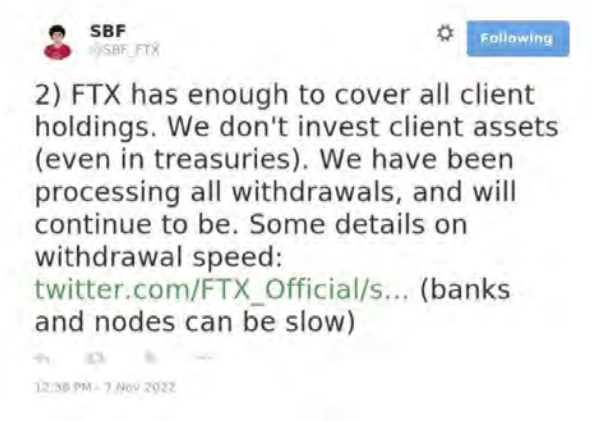 SBF
@SBF_FTX
Following
2) FTX has enough to cover all client
holdings. We don't invest client assets
(even in treasuries). We have been
processing all withdrawals, and will
continue to be. Some details on
withdrawal speed:
twitter.com/FTX_Official/s... (banks
and nodes can be slow)
12:38 PM - 7 Nov 2022